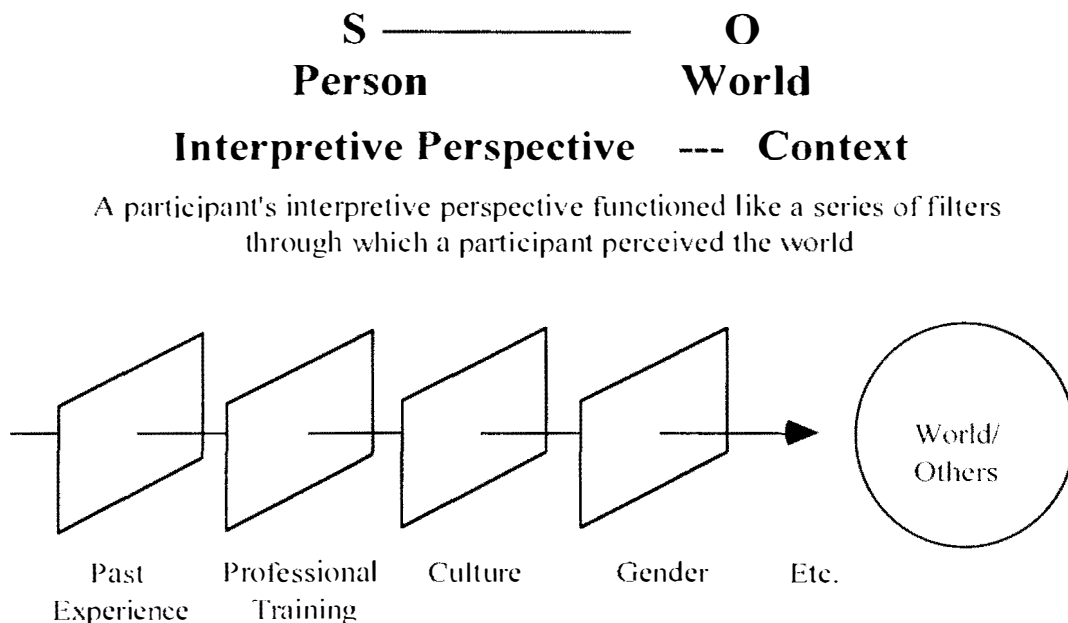 S O
Person World
Interpretive Perspective --- Context
A participant's interpretive perspective functioned like a series of filters
through which a participant perceived the world
World/
Others
Past Professional Culture Gender Etc.
Experience Training